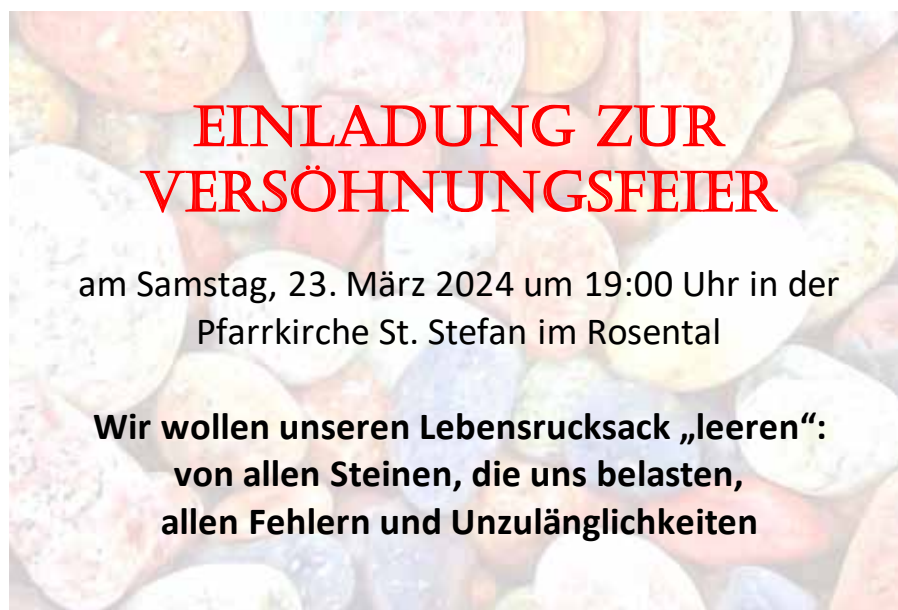 EINLADUNG ZUR
VERSÖHNUNGSFEIER
am Samstag, 23. März 2024 um 19:00 Uhr in der
Pfarrkirche St. Stefan im Rosental
Wir wollen unseren Lebensrucksack „leeren“:
von allen Steinen, die uns belasten,
allen Fehlern und Unzulänglichkeiten